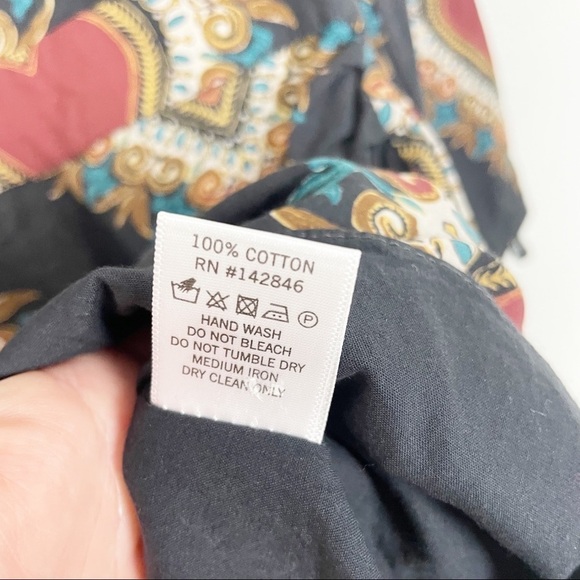 100% COTTON
RN #142846
P
HAND WASH
DO NOT BLEACH
DO NOT TUMBLE DRY
MEDIUM IRON
DRY CLEAN ONLY